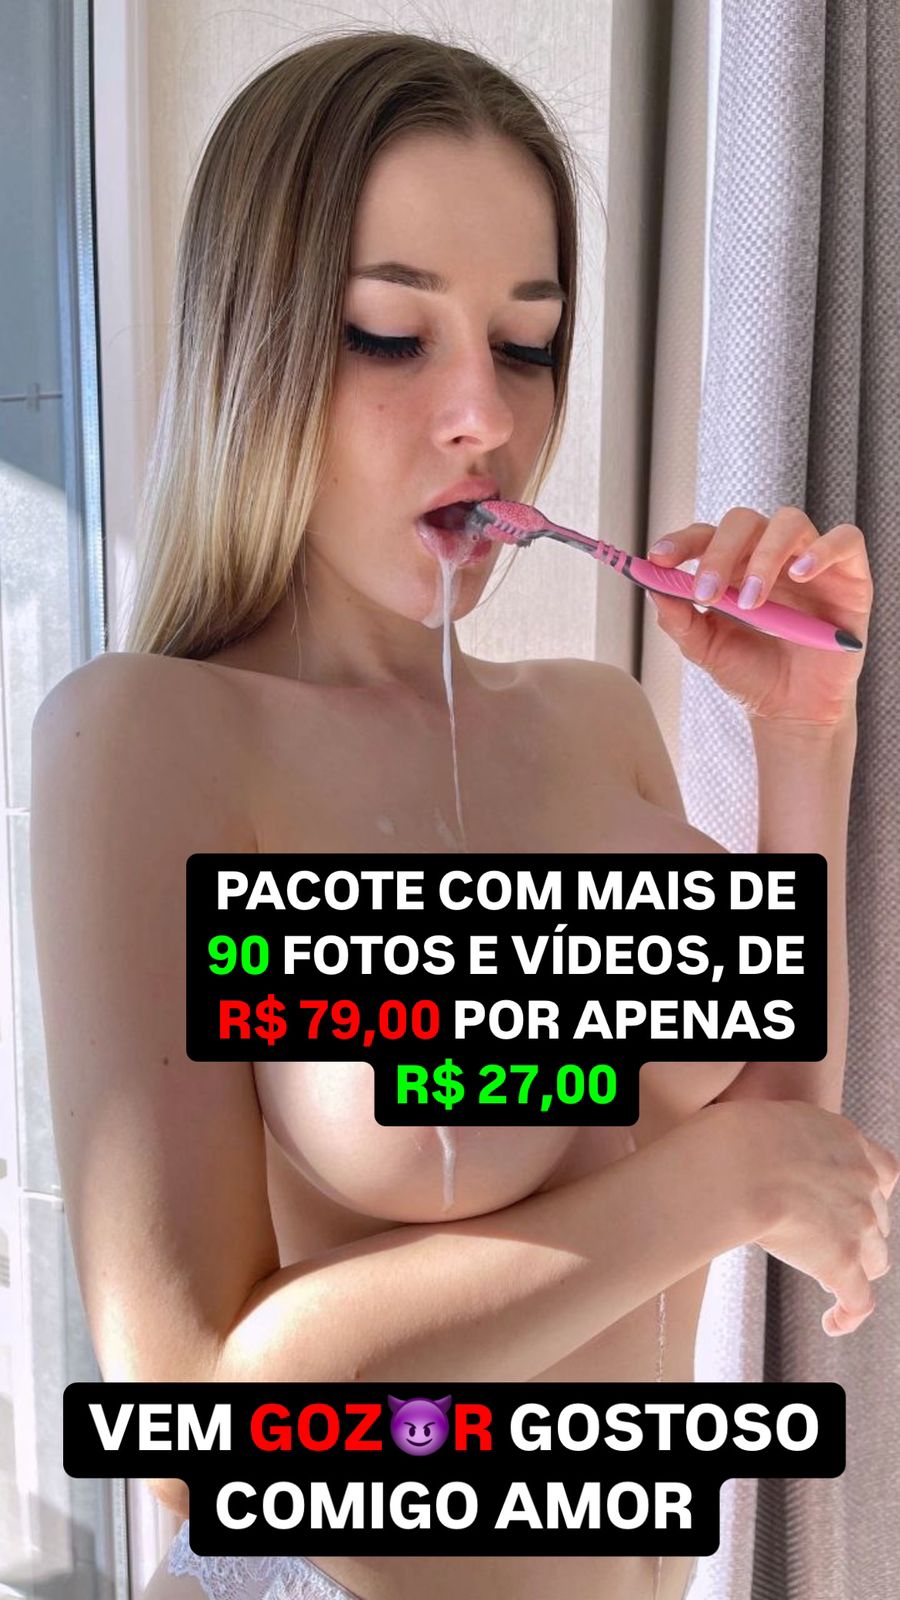 PACOTE COM MAIS DE
90 FOTOS E VÍDEOS, DE
R$ 79,00 POR APENAS
R$ 27,00
VEM GOZ😈R GOSTOSO
COMIGO AMOR